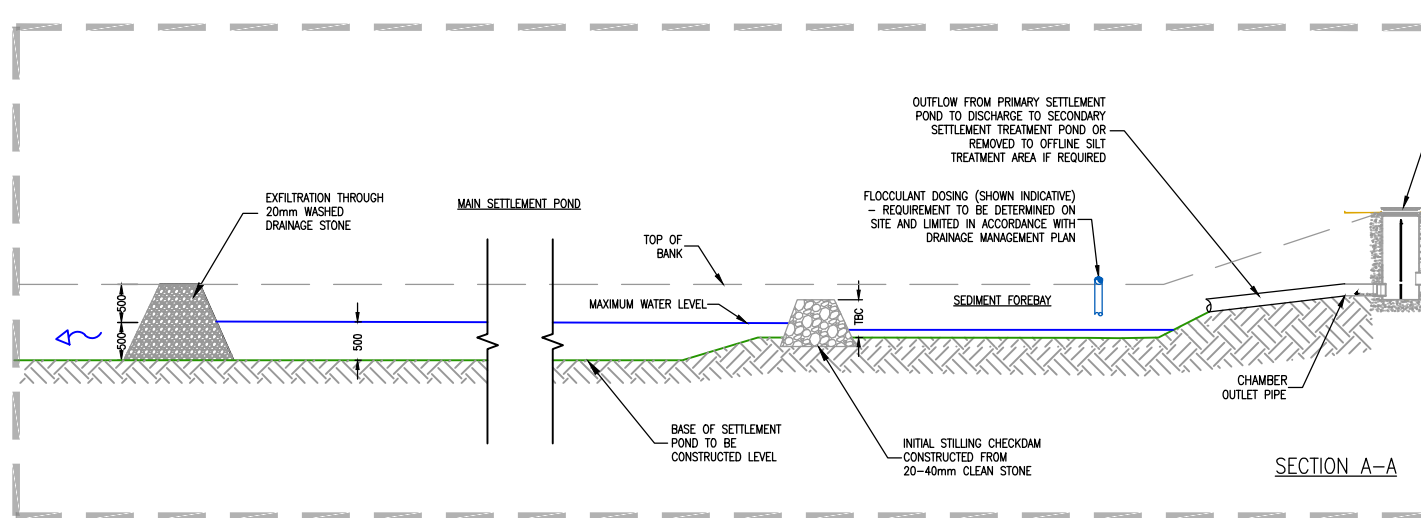 OUTFLOW FROM PRIMARY SETTLEMENT
POND TO DISCHARGE TO SECONDARY
SETTLEMENT TREATMENT POND OR
REMOVED TO OFFLINE SILT
TREATMENT AREA IF REQUIRED
EXFILTRATION THROUGH
20mm WASHED
DRAINAGE STONE
MAIN SETTLEMENT POND
FLOCCULANT DOSING (SHOWN INDICATIVE)
- REQUIREMENT TO BE DETERMINED ON
SITE AND LIMITED IN ACCORDANCE WITH
DRAINAGE MANAGEMENT PLAN
TOP OF
BANK
MAXIMUM WATER LEVEL
SEDIMENT FOREBAY
500
500
500
TBC
CHAMBER
OUTLET PIPE
BASE OF SETTLEMENT
POND TO BE
CONSTRUCTED LEVEL
INITIAL STILLING CHECKDAM
CONSTRUCTED FROM
20-40mm CLEAN STONE
SECTION A-A